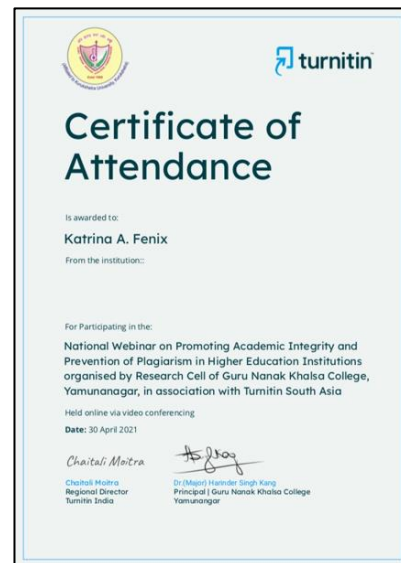 turnitin
Certificate of
Attendance
Is awarded to:
Katrina A. Fenix
From the institution::
For Participating in the:
National Webinar on Promoting Academic Integrity and
Prevention of Plagiarism in Higher Education Institutions
organised by Research Cell of Guru Nanak Khalsa College,
Yamunanagar, in association with Turnitin South Asia
Held online via video conferencing
Date: 30 April 2021
Chaitali Moitra
Chaitali Moitra
Regional Director
Turnitin India
Dr.(Major) Harinder Singh Kang
Principal | Guru Nanak Khalsa College
Yamunangar